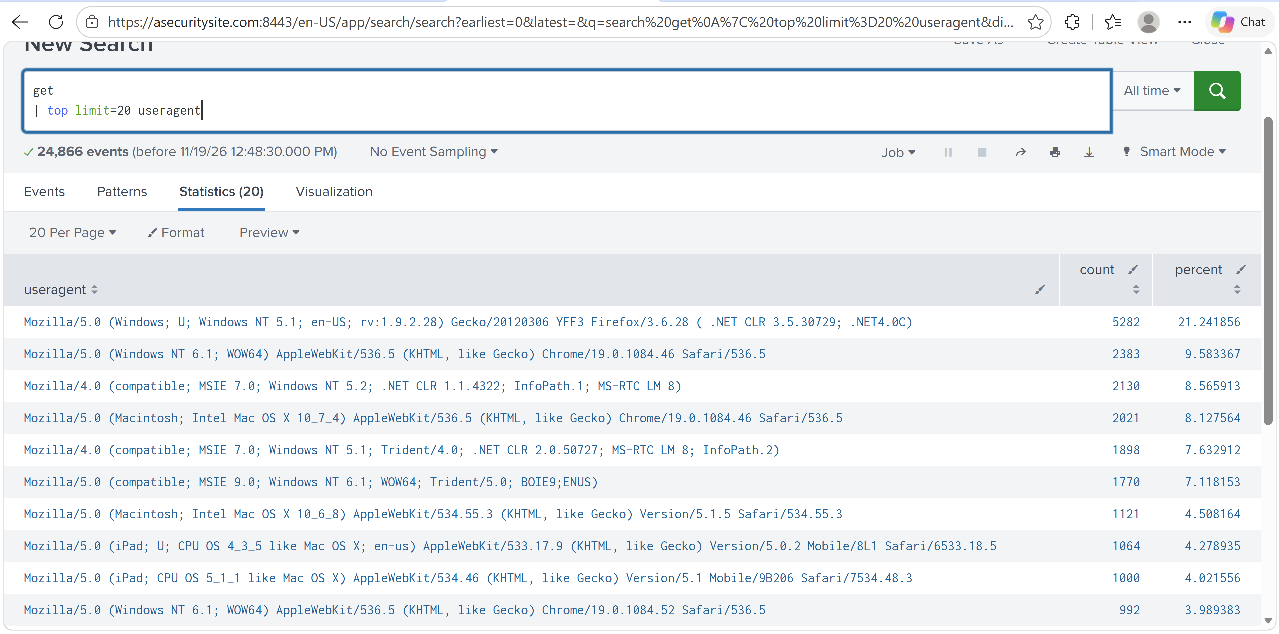 https://asecuritysite.com:8443/en-US/app/search/search?earliest=0&latest=&q=search%20get%0A%7C%20top%20limit%3D20%20useragent&di...
Chat
New Search
Save As Create Table View Close
get
| top limit=20 useragent
All time
24,866 events (before 11/19/26 12:48:30.000 PM) No Event Sampling Job Smart Mode
Events Patterns Statistics (20) Visualization
20 Per Page Format Preview
useragent count percent
Mozilla/5.0 (Windows; U; Windows NT 5.1; en-US; rv:1.9.2.28) Gecko/20120306 YFF3 Firefox/3.6.28 ( .NET CLR 3.5.30729; .NET4.0C) 5282 21.241856
Mozilla/5.0 (Windows NT 6.1; WOW64) AppleWebKit/536.5 (KHTML, like Gecko) Chrome/19.0.1084.46 Safari/536.5 2383 9.583367
Mozilla/4.0 (compatible; MSIE 7.0; Windows NT 5.2; .NET CLR 1.1.4322; InfoPath.1; MS-RTC LM 8) 2130 8.565913
Mozilla/5.0 (Macintosh; Intel Mac OS X 10_7_4) AppleWebKit/536.5 (KHTML, like Gecko) Chrome/19.0.1084.46 Safari/536.5 2021 8.127564
Mozilla/4.0 (compatible; MSIE 7.0; Windows NT 5.1; Trident/4.0; .NET CLR 2.0.50727; MS-RTC LM 8; InfoPath.2) 1898 7.632912
Mozilla/5.0 (compatible; MSIE 9.0; Windows NT 6.1; WOW64; Trident/5.0; BOIE9;ENUS) 1770 7.118153
Mozilla/5.0 (Macintosh; Intel Mac OS X 10_6_8) AppleWebKit/534.55.3 (KHTML, like Gecko) Version/5.1.5 Safari/534.55.3 1121 4.508164
Mozilla/5.0 (iPad; U; CPU OS 4_3_5 like Mac OS X; en-us) AppleWebKit/533.17.9 (KHTML, like Gecko) Version/5.0.2 Mobile/8L1 Safari/6533.18.5 1064 4.278935
Mozilla/5.0 (iPad; CPU OS 5_1_1 like Mac OS X) AppleWebKit/534.46 (KHTML, like Gecko) Version/5.1 Mobile/9B206 Safari/7534.48.3 1000 4.021556
Mozilla/5.0 (Windows NT 6.1; WOW64) AppleWebKit/536.5 (KHTML, like Gecko) Chrome/19.0.1084.52 Safari/536.5 992 3.989383